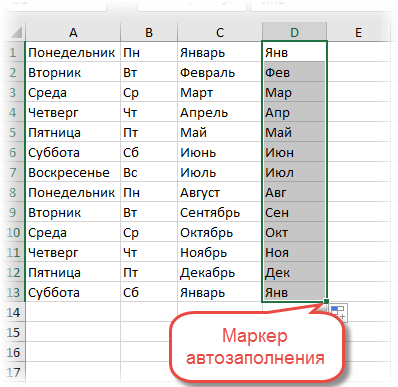 A B C D E
1 Понедельник Пн Январь Янв
2 Вторник Вт Февраль Фев
3 Среда Ср Март Мар
4 Четверг Чт Апрель Апр
5 Пятница Пт Май Май
6 Суббота Сб Июнь Июн
7 Воскресенье Вс Июль Июл
8 Понедельник Пн Август Авг
9 Вторник Вт Сентябрь Сен
10 Среда Ср Октябрь Окт
11 Четверг Чт Ноябрь Ноя
12 Пятница Пт Декабрь Дек
13 Суббота Сб Январь Янв
14
15
16
17
Маркер
автозаполнения